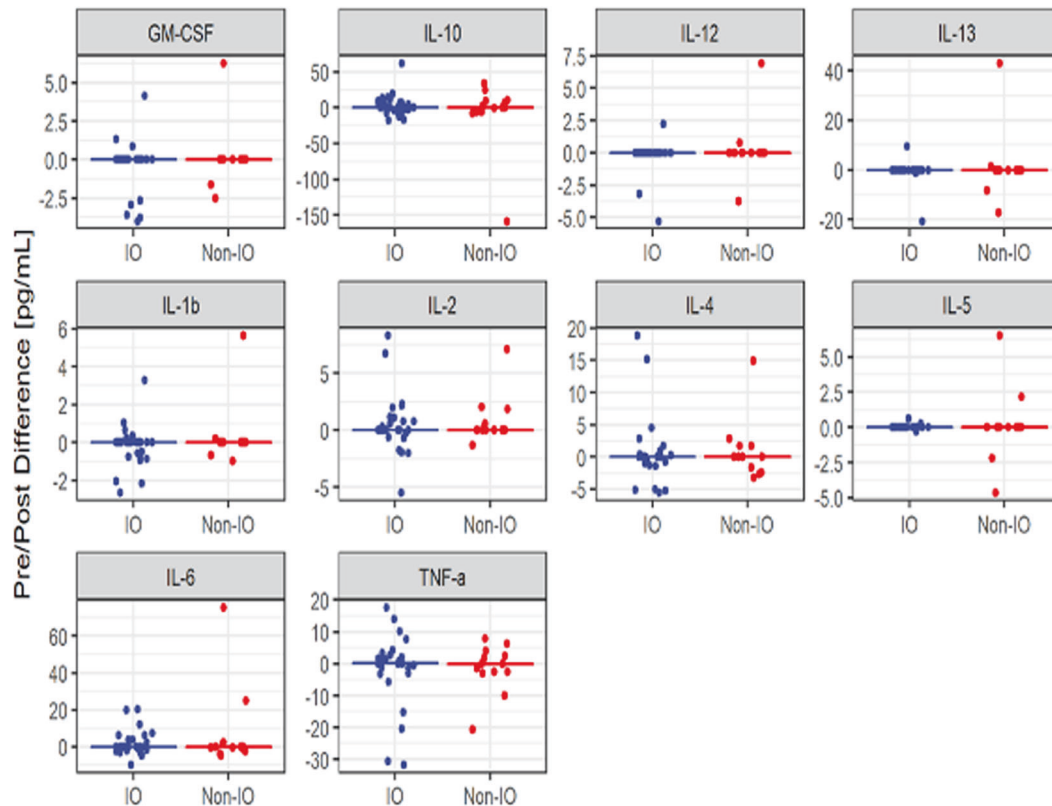 Pre/Post Difference [pg/mL]
GM-CSF
5.0
2.5
0.0
-2.5
IO Non-IO
IL-10
50
0
-50
-100
-150
IO Non-IO
IL-12
7.5
5.0
2.5
0.0
-2.5
-5.0
IO Non-IO
IL-13
40
20
0
-20
IO Non-IO
IL-1b
6
4
2
0
-2
IO Non-IO
IL-2
5
0
-5
IO Non-IO
IL-4
20
15
10
5
0
-5
IO Non-IO
IL-5
5.0
2.5
0.0
-2.5
-5.0
IO Non-IO
IL-6
60
40
20
0
IO Non-IO
TNF-a
20
10
0
-10
-20
-30
IO Non-IO